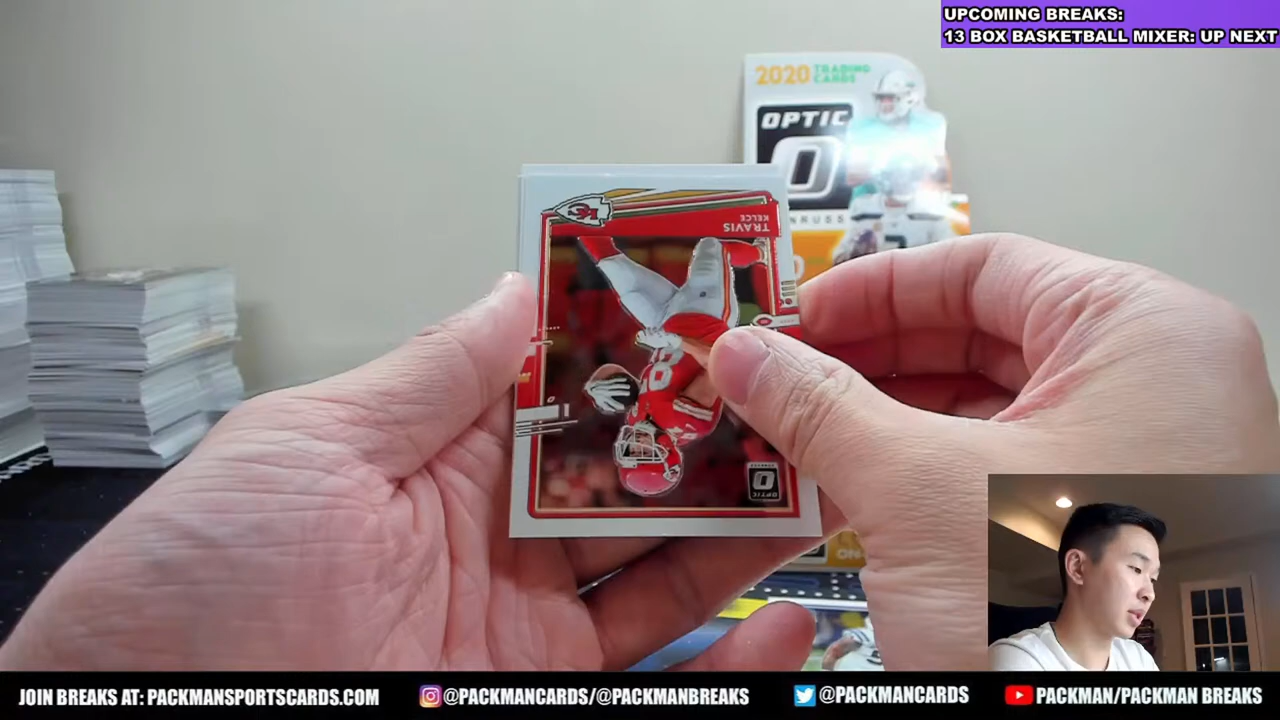 UPCOMING BREAKS:
13 BOX BASKETBALL MIXER: UP NEXT
2020 TRADING CARDS
OPTIC
TRAVIS
KELCE
OPTIC
JOIN BREAKS AT: PACKMANSPORTSCARDS.COM
@PACKMANCARDS/@PACKMANBREAKS
@PACKMANCARDS
PACKMAN/PACKMAN BREAKS